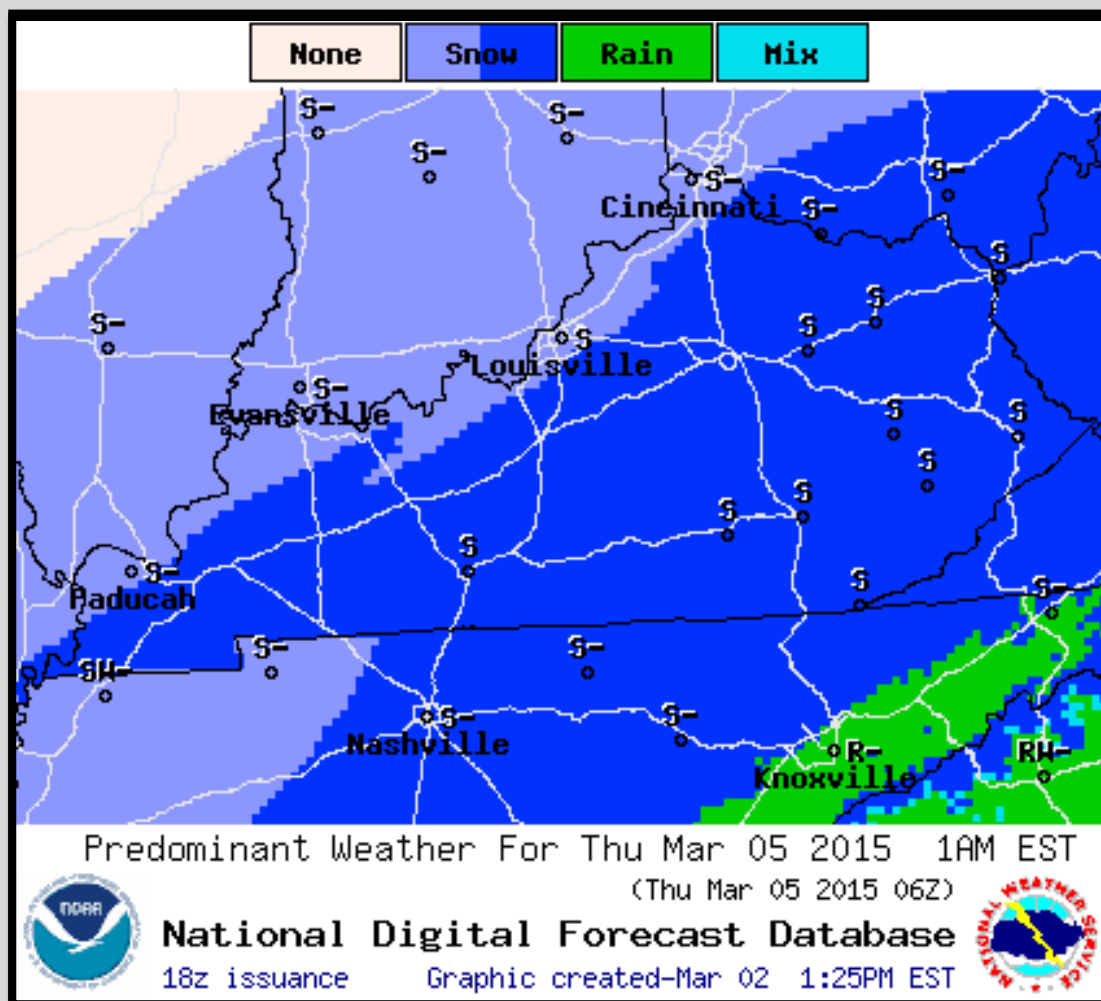 None Snow Rain Mix
S-
S-
S-
S-
Cincinnati
S-
S-
S
S
S-
S
S
Louisville
S-
Evansville
S
S
S
S
S
S
S-
Paducah
S
S-
S-
S-
SW-
S-
Nashville
S-
R-
Knoxville
RW-
Predominant Weather For Thu Mar 05 2015 1AM EST
(Thu Mar 05 2015 06Z)
NOAA
National Digital Forecast Database
18z issuance Graphic created-Mar 02 1:25PM EST
NATIONAL WEATHER SERVICE